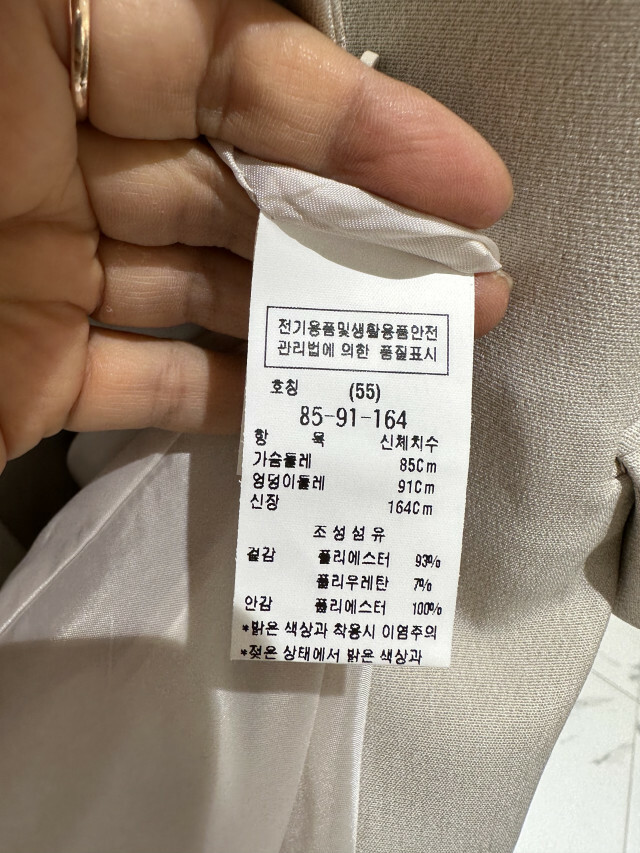 전기용품및생활용품안전
관리법에 의한 품질표시
호칭 (55)
85-91-164
항 목 신체치수
가슴둘레 85Cm
엉덩이둘레 91Cm
신장 164Cm
조성섬유
겉감 폴리에스터 93%
폴리우레탄 7%
안감 폴리에스터 100%
*밝은 색상과 착용시 이염주의
*젖은 상태에서 밝은 색상과